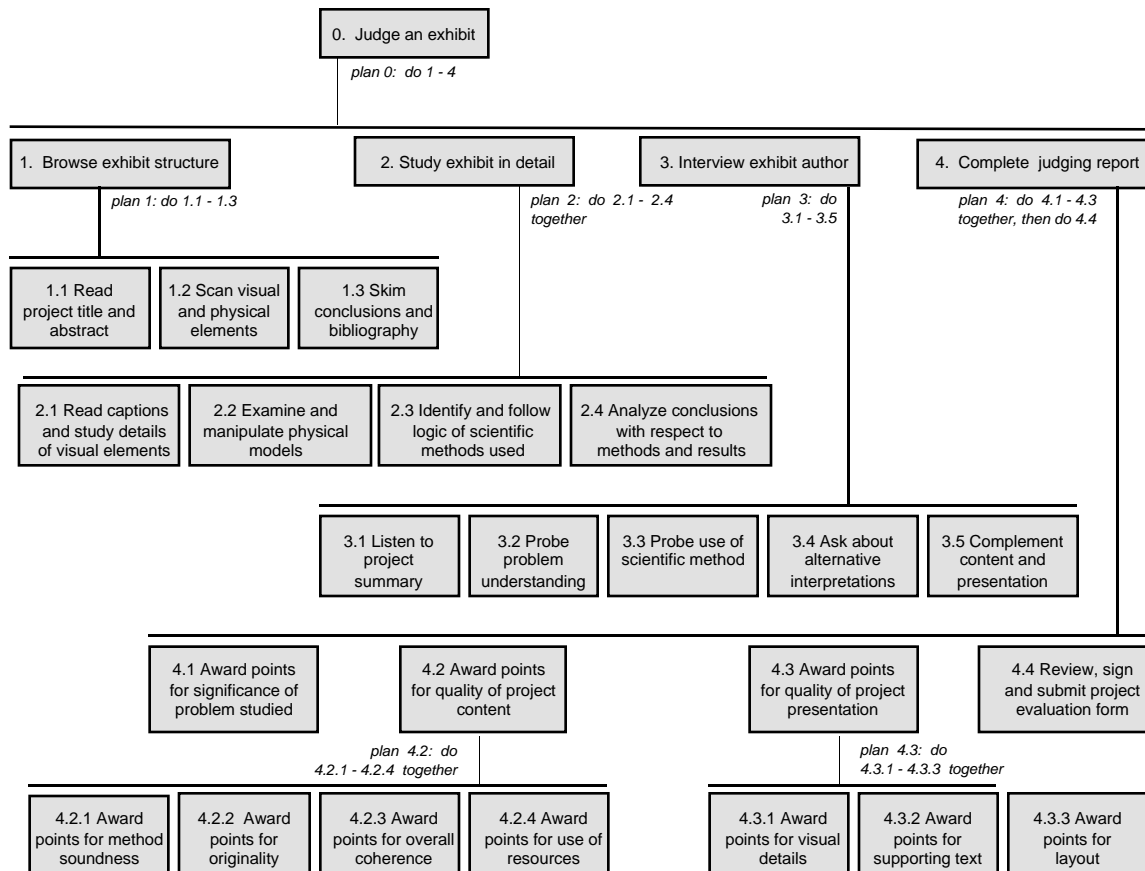 0. Judge an exhibit
plan 0: do 1 - 4
1. Browse exhibit structure
2. Study exhibit in detail
3. Interview exhibit author
4. Complete judging report
plan 1: do 1.1 - 1.3
plan 2: do 2.1 - 2.4
together
plan 3: do
3.1 - 3.5
plan 4: do 4.1 - 4.3
together, then do 4.4
1.1 Read
project title and
abstract
1.2 Scan visual
and physical
elements
1.3 Skim
conclusions and
bibliography
2.1 Read captions
and study details
of visual elements
2.2 Examine and
manipulate physical
models
2.3 Identify and follow
logic of scientific
methods used
2.4 Analyze conclusions
with respect to
methods and results
3.1 Listen to
project
summary
3.2 Probe
problem
understanding
3.3 Probe use of
scientific method
3.4 Ask about
alternative
interpretations
3.5 Complement
content and
presentation
4.1 Award points
for significance of
problem studied
4.2 Award points
for quality of project
content
4.3 Award points
for quality of project
presentation
4.4 Review, sign
and submit project
evaluation form
plan 4.2: do
4.2.1 - 4.2.4 together
plan 4.3: do
4.3.1 - 4.3.3 together
4.2.1 Award
points for method
soundness
4.2.2 Award
points for
originality
4.2.3 Award
points for overall
coherence
4.2.4 Award
points for use of
resources
4.3.1 Award
points for visual
details
4.3.2 Award
points for
supporting text
4.3.3 Award
points for
layout